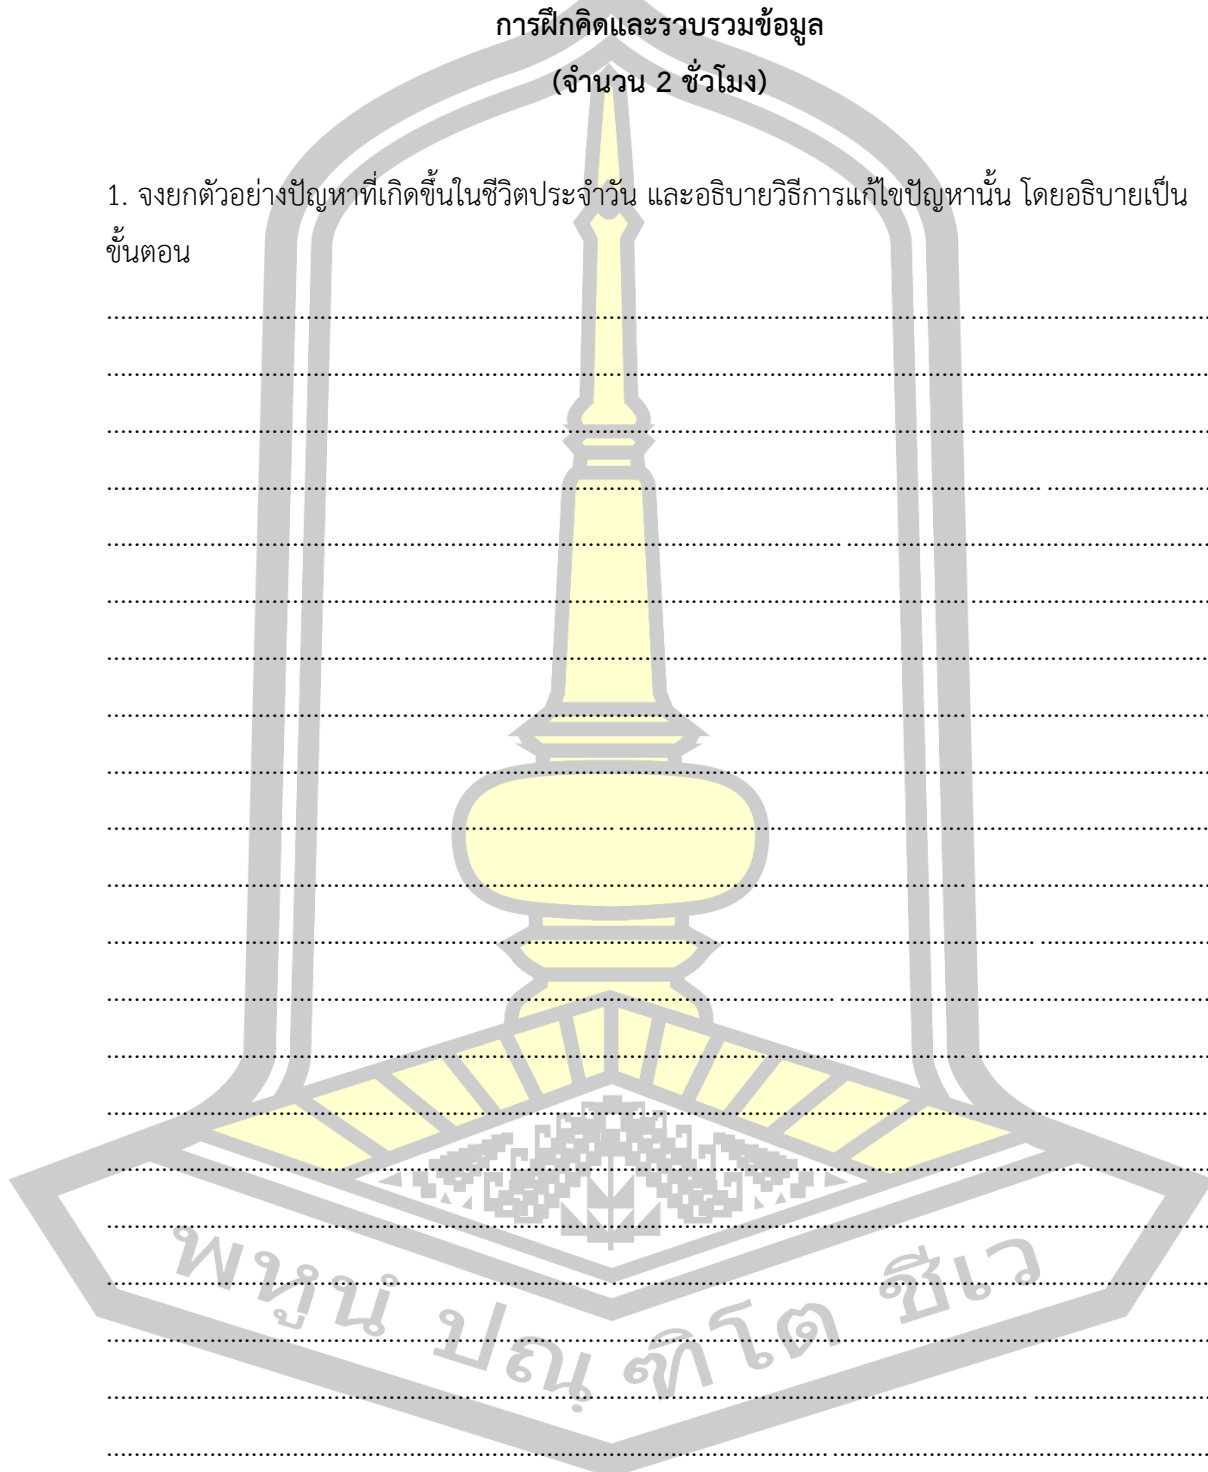 การฝึกคิดและรวบรวมข้อมูล
(จำนวน 2 ชั่วโมง)
1. จงยกตัวอย่างปัญหาที่เกิดขึ้นในชีวิตประจำวัน และอธิบายวิธีการแก้ไขปัญหานั้น โดยอธิบายเป็น
ขั้นตอน
พหูนํ ปณฺฑิโต ชีเว